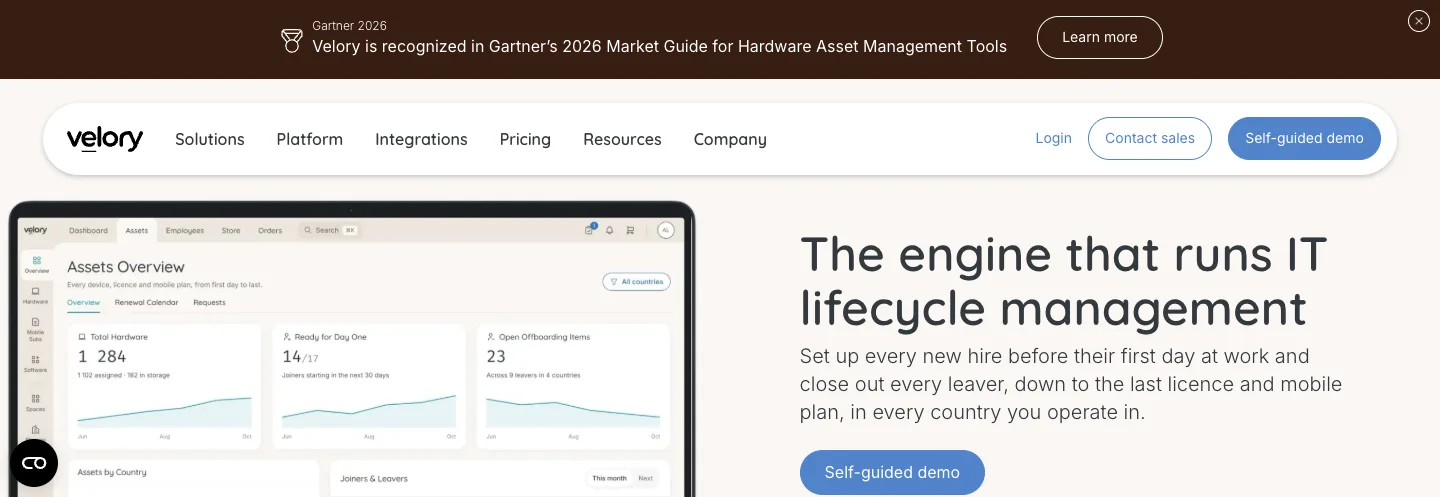 Gartner 2026
Velory is recognized in Gartner's 2026 Market Guide for Hardware Asset Management Tools
Learn more
velory
Solutions
Platform
Integrations
Pricing
Resources
Company
Login
Contact sales
Self-guided demo
velory
Dashboard
Assets
Employees
Store
Orders
Search
⌘K
1
AL
Overview
Hardware
Mobile
Subs
Software
Spaces
Assets Overview
Every device, licence and mobile plan, from first day to last.
All countries
Overview
Renewal Calendar
Requests
Total Hardware
1 284
1 102 assigned · 182 in storage
Jun
Aug
Oct
Ready for Day One
14/17
Joiners starting in the next 30 days
Jun
Aug
Oct
Open Offboarding Items
23
Across 9 leavers in 4 countries
Jun
Aug
Oct
Assets by Country
Joiners & Leavers
This month
Next
The engine that runs IT
lifecycle management
Set up every new hire before their first day at work and
close out every leaver, down to the last licence and mobile
plan, in every country you operate in.
Self-guided demo